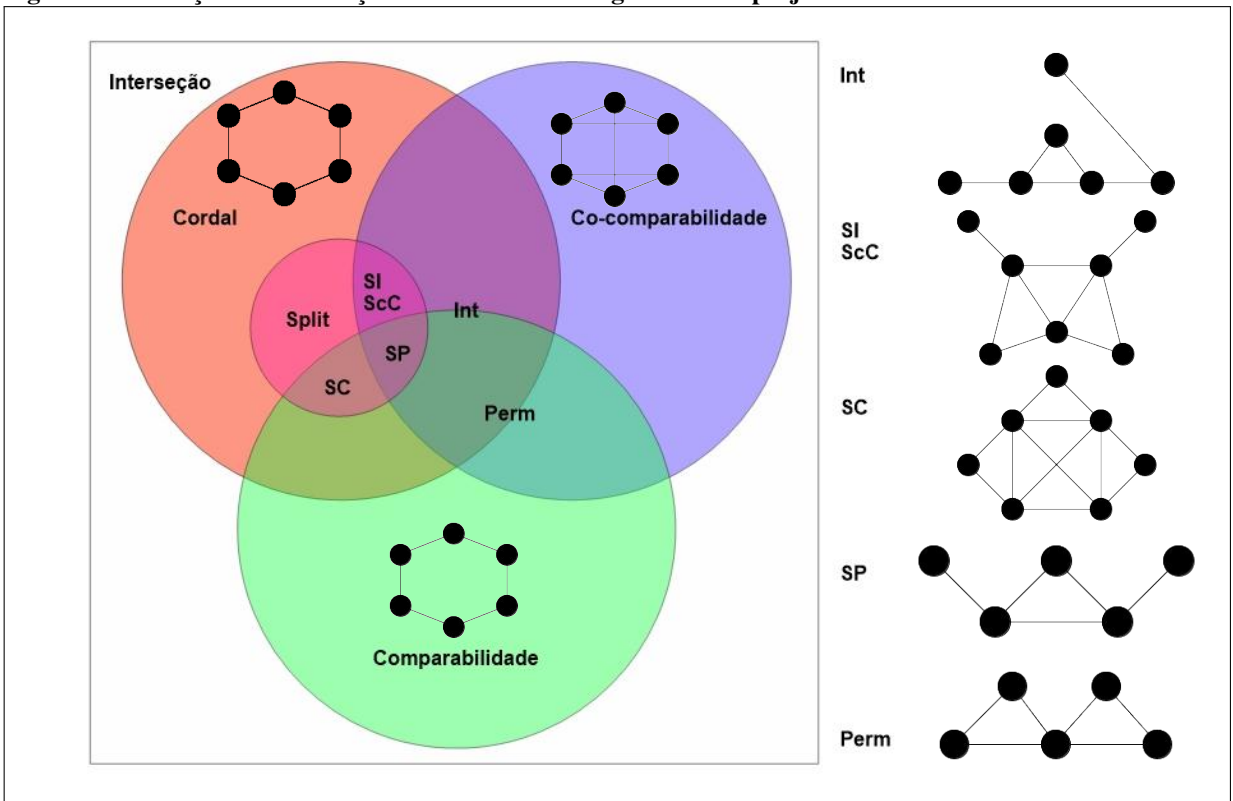 Interseção
Cordal
Co-comparabilidade
SI
ScC
Split
Int
SP
SC
Perm
Comparabilidade
Int
SI
ScC
SC
SP
Perm